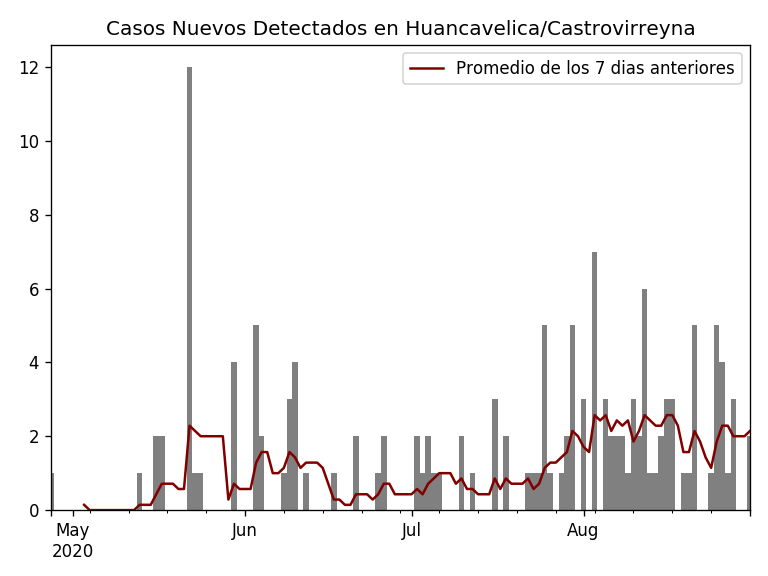 Casos Nuevos Detectados en Huancavelica/Castrovirreyna
Promedio de los 7 dias anteriores
12
10
8
6
4
2
0
May Jun Jul Aug
2020